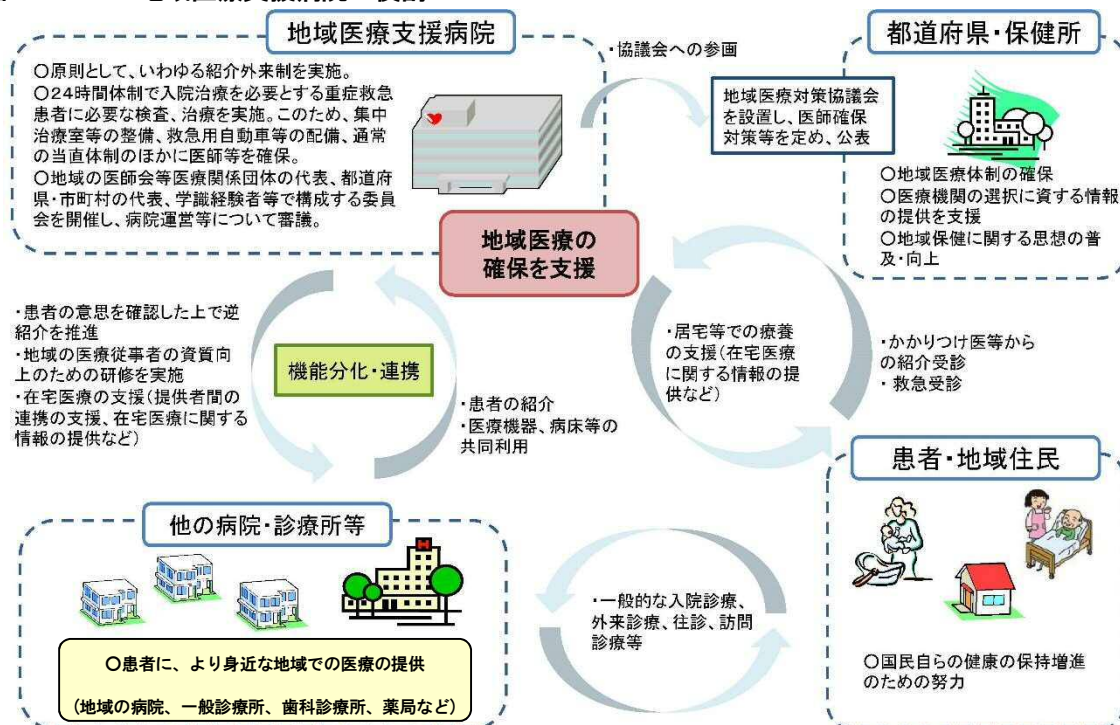 地域医療支援病院
○原則として、いわゆる紹介外来制を実施。
○24時間体制で入院治療を必要とする重症救急
患者に必要な検査、治療を実施。このため、集中
治療室等の整備、救急用自動車等の配備、通常
の当直体制のほかに医師等を確保。
○地域の医師会等医療関係団体の代表、都道府
県・市町村の代表、学識経験者等で構成する委員
会を開催し、病院運営等について審議。
・協議会への参画
都道府県・保健所
地域医療対策協議会
を設置し、医師確保
対策等を定め、公表
○地域医療体制の確保
○医療機関の選択に資する情報
の提供を支援
○地域保健に関する思想の普
及・向上
地域医療の
確保を支援
・患者の意思を確認した上で逆
紹介を推進
・地域の医療従事者の資質向
上のための研修を実施
・在宅医療の支援(提供者間の
連携の支援、在宅医療に関する
情報の提供など)
機能分化・連携
・患者の紹介
・医療機器、病床等の
共同利用
・居宅等での療養
の支援(在宅医療
に関する情報の提
供など)
・かかりつけ医等から
の紹介受診
・救急受診
患者・地域住民
○国民自らの健康の保持増進
のための努力
他の病院・診療所等
H
○患者に、より身近な地域での医療の提供
(地域の病院、一般診療所、歯科診療所、薬局など)
・一般的な入院診療、
外来診療、往診、訪問
診療等